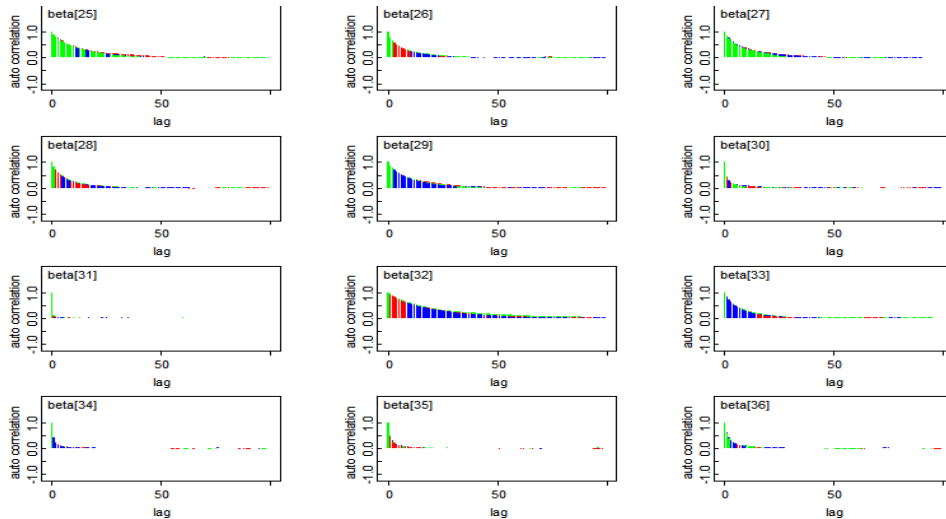 beta[25] beta[26] beta[27]
auto correlation auto correlation auto correlation
1.0 1.0 1.0
0.0 0.0 0.0
-1.0 -1.0 -1.0
0 50 0 50 0 50
lag lag lag
beta[28] beta[29] beta[30]
auto correlation auto correlation auto correlation
1.0 1.0 1.0
0.0 0.0 0.0
-1.0 -1.0 -1.0
0 50 0 50 0 50
lag lag lag
beta[31] beta[32] beta[33]
auto correlation auto correlation auto correlation
1.0 1.0 1.0
0.0 0.0 0.0
-1.0 -1.0 -1.0
0 50 0 50 0 50
lag lag lag
beta[34] beta[35] beta[36]
auto correlation auto correlation auto correlation
1.0 1.0 1.0
0.0 0.0 0.0
-1.0 -1.0 -1.0
0 50 0 50 0 50
lag lag lag